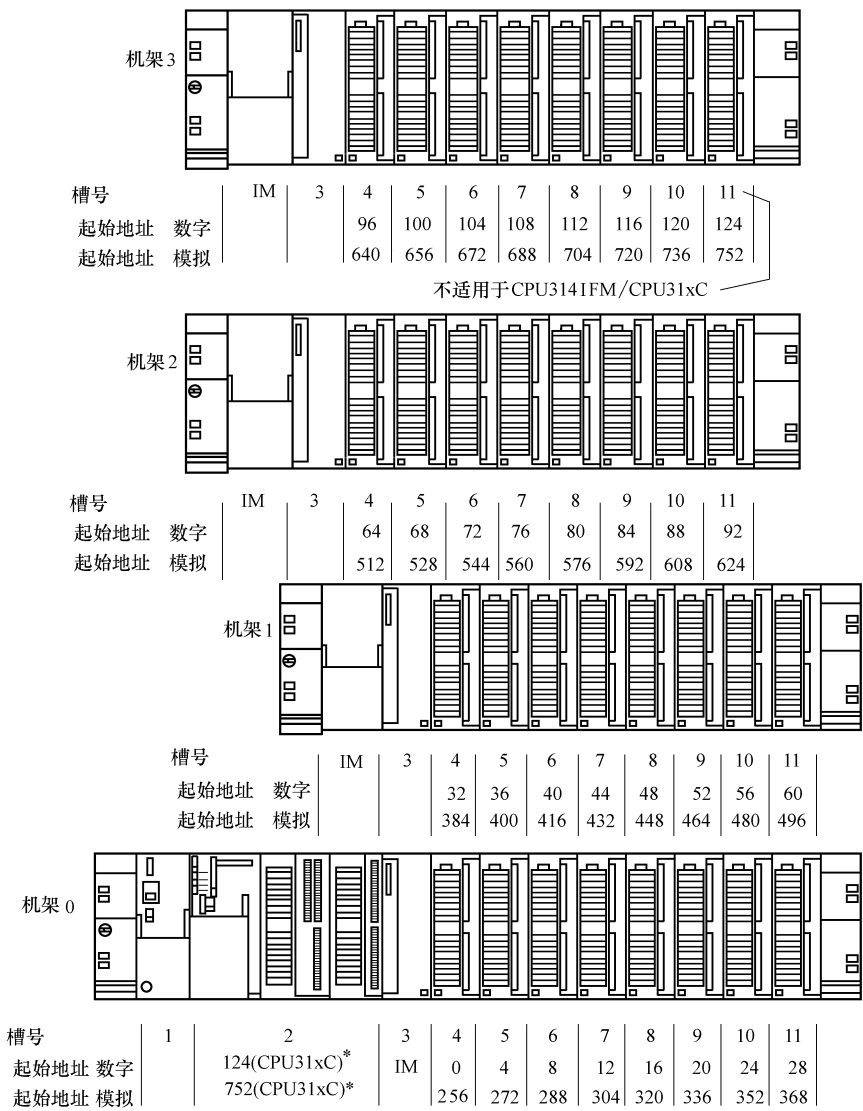 机架3
槽号 IM 3 4 5 6 7 8 9 10 11
起始地址 数字 96 100 104 108 112 116 120 124
起始地址 模拟 640 656 672 688 704 720 736 752
不适用于CPU314IFM/CPU31xC
机架2
槽号 IM 3 4 5 6 7 8 9 10 11
起始地址 数字 64 68 72 76 80 84 88 92
起始地址 模拟 512 528 544 560 576 592 608 624
机架1
槽号 IM 3 4 5 6 7 8 9 10 11
起始地址 数字 32 36 40 44 48 52 56 60
起始地址 模拟 384 400 416 432 448 464 480 496
机架0
槽号 1 2 3 4 5 6 7 8 9 10 11
起始地址 数字 124(CPU31xC)* IM 0 4 8 12 16 20 24 28
起始地址 模拟 752(CPU31xC)* 256 272 288 304 320 336 352 368